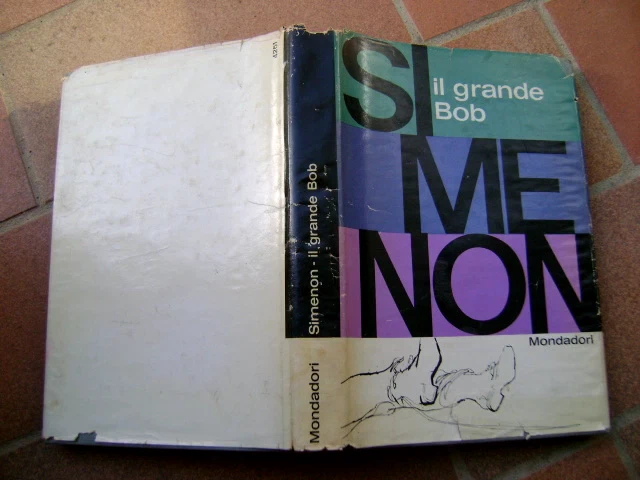 SI
il grande
Bob
ME
NON
Mondadori
Simenon - il grande Bob
Mondadori